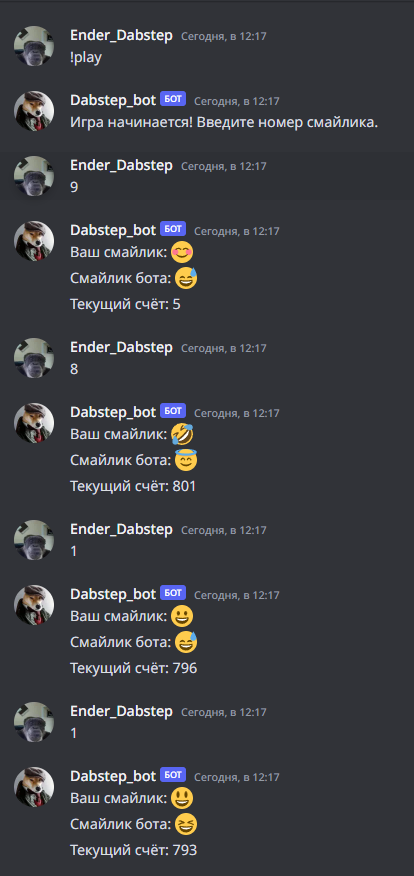 Ender_Dabstep Сегодня, в 12:17
!play
Dabstep_bot БОТ Сегодня, в 12:17
Игра начинается! Введите номер смайлика.
Ender_Dabstep Сегодня, в 12:17
9
Dabstep_bot БОТ Сегодня, в 12:17
Ваш смайлик: 😊
Смайлик бота: 😅
Текущий счёт: 5
Ender_Dabstep Сегодня, в 12:17
8
Dabstep_bot БОТ Сегодня, в 12:17
Ваш смайлик: 🤣
Смайлик бота: 😇
Текущий счёт: 801
Ender_Dabstep Сегодня, в 12:17
1
Dabstep_bot БОТ Сегодня, в 12:17
Ваш смайлик: 😃
Смайлик бота: 😅
Текущий счёт: 796
Ender_Dabstep Сегодня, в 12:17
1
Dabstep_bot БОТ Сегодня, в 12:17
Ваш смайлик: 😃
Смайлик бота: 😆
Текущий счёт: 793